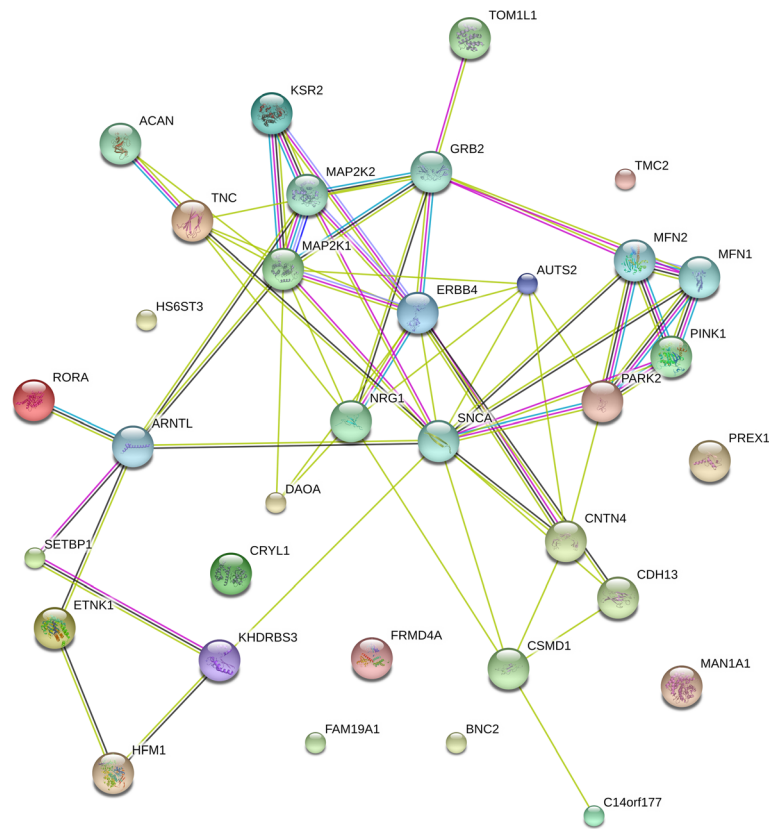 TOM1L1
KSR2
ACAN
GRB2
TMC2
MAP2K2
TNC
MFN2
MFN1
MAP2K1
AUTS2
ERBB4
HS6ST3
PINK1
RORA
PARK2
NRG1
SNCA
ARNTL
PREX1
DAOA
CNTN4
SETBP1
CRYL1
CDH13
ETNK1
KHDRBS3
FRMD4A
CSMD1
MAN1A1
FAM19A1
BNC2
HFM1
C14orf177